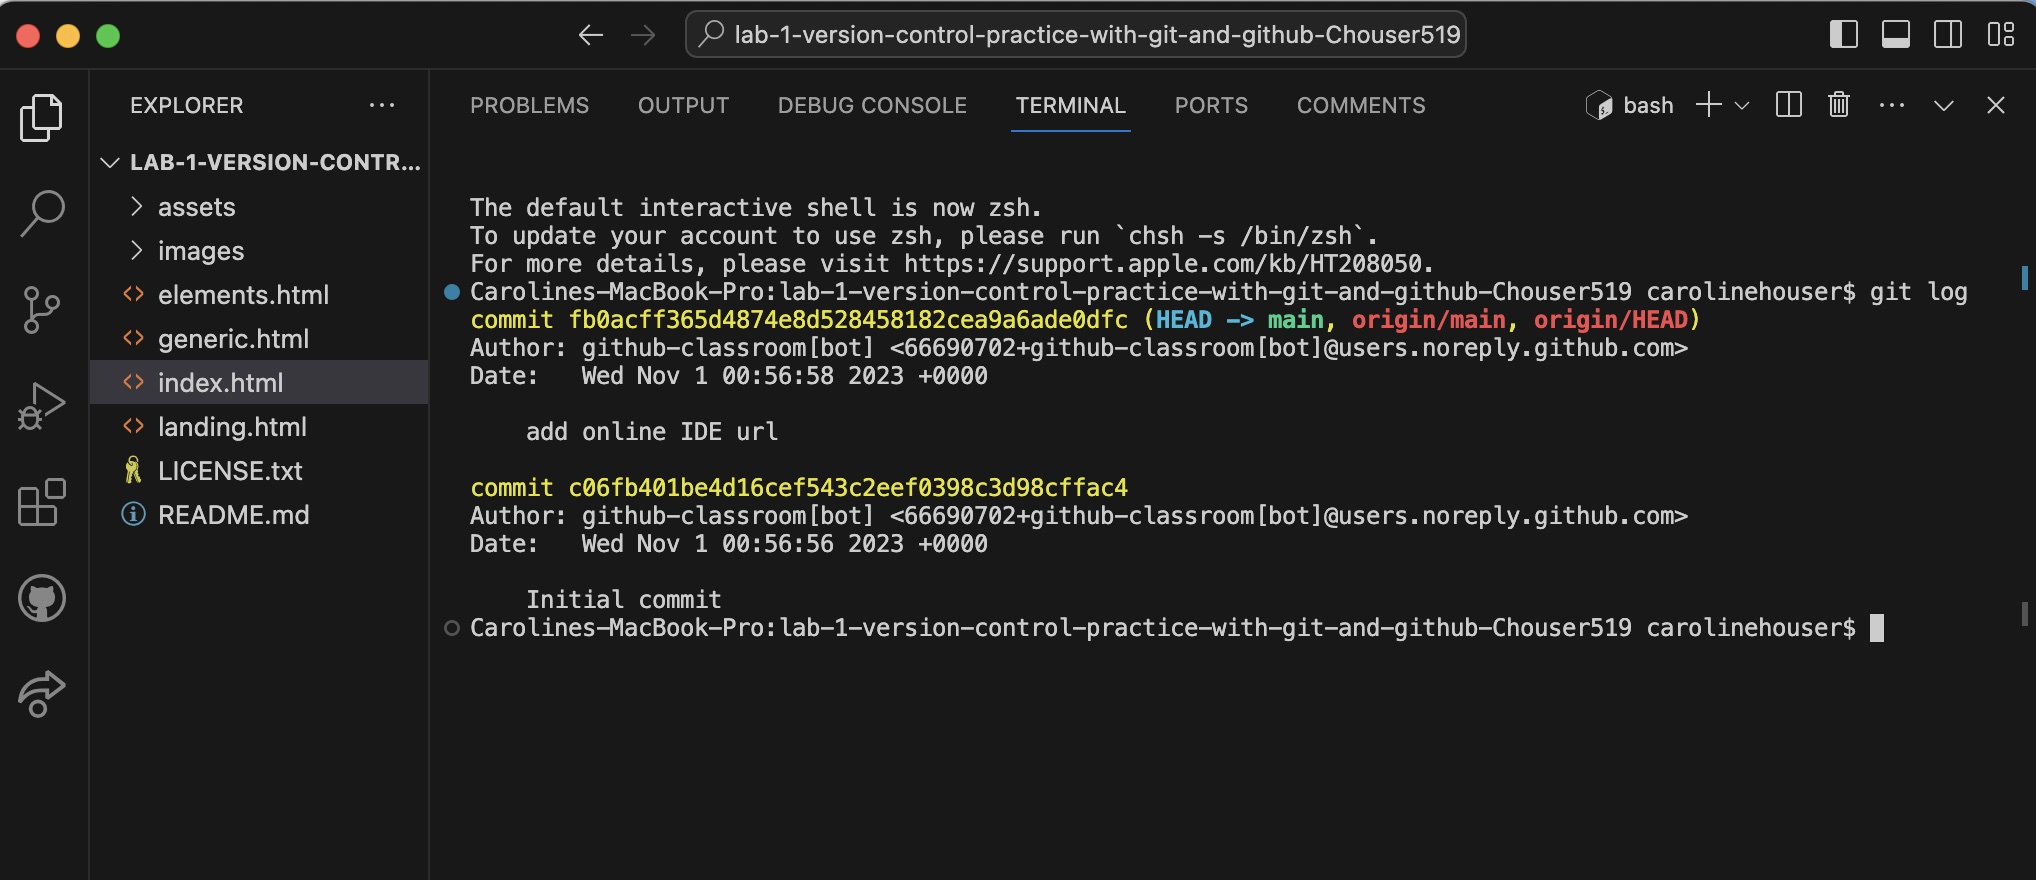 lab-1-version-control-practice-with-git-and-github-Chouser519
EXPLORER
LAB-1-VERSION-CONTR...
assets
images
elements.html
generic.html
index.html
landing.html
LICENSE.txt
README.md
PROBLEMS OUTPUT DEBUG CONSOLE TERMINAL PORTS COMMENTS bash
The default interactive shell is now zsh.
To update your account to use zsh, please run `chsh -s /bin/zsh`.
For more details, please visit https://support.apple.com/kb/HT208050.
Carolines-MacBook-Pro:lab-1-version-control-practice-with-git-and-github-Chouser519 carolinehouser$ git log
commit fb0acff365d4874e8d528458182cea9a6ade0dfc (HEAD -> main, origin/main, origin/HEAD)
Author: github-classroom[bot] <66690702+github-classroom[bot]@users.noreply.github.com>
Date:   Wed Nov 1 00:56:58 2023 +0000
add online IDE url
commit c06fb401be4d16cef543c2eef0398c3d98cffac4
Author: github-classroom[bot] <66690702+github-classroom[bot]@users.noreply.github.com>
Date:   Wed Nov 1 00:56:56 2023 +0000
Initial commit
Carolines-MacBook-Pro:lab-1-version-control-practice-with-git-and-github-Chouser519 carolinehouser$